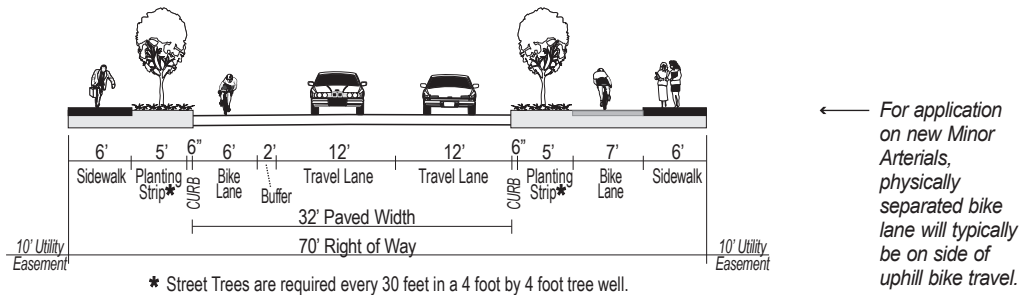 For application
on new Minor
Arterials,
physically
separated bike
lane will typically
be on side of
uphill bike travel.
6' 5' 6" 6' 2' 12' 12' 6" 5' 7' 6'
Sidewalk Planting Strip* CURB Bike Lane Buffer Travel Lane Travel Lane CURB Planting Strip* Bike Lane Sidewalk
32' Paved Width
70' Right of Way
10' Utility Easement 10' Utility Easement
* Street Trees are required every 30 feet in a 4 foot by 4 foot tree well.